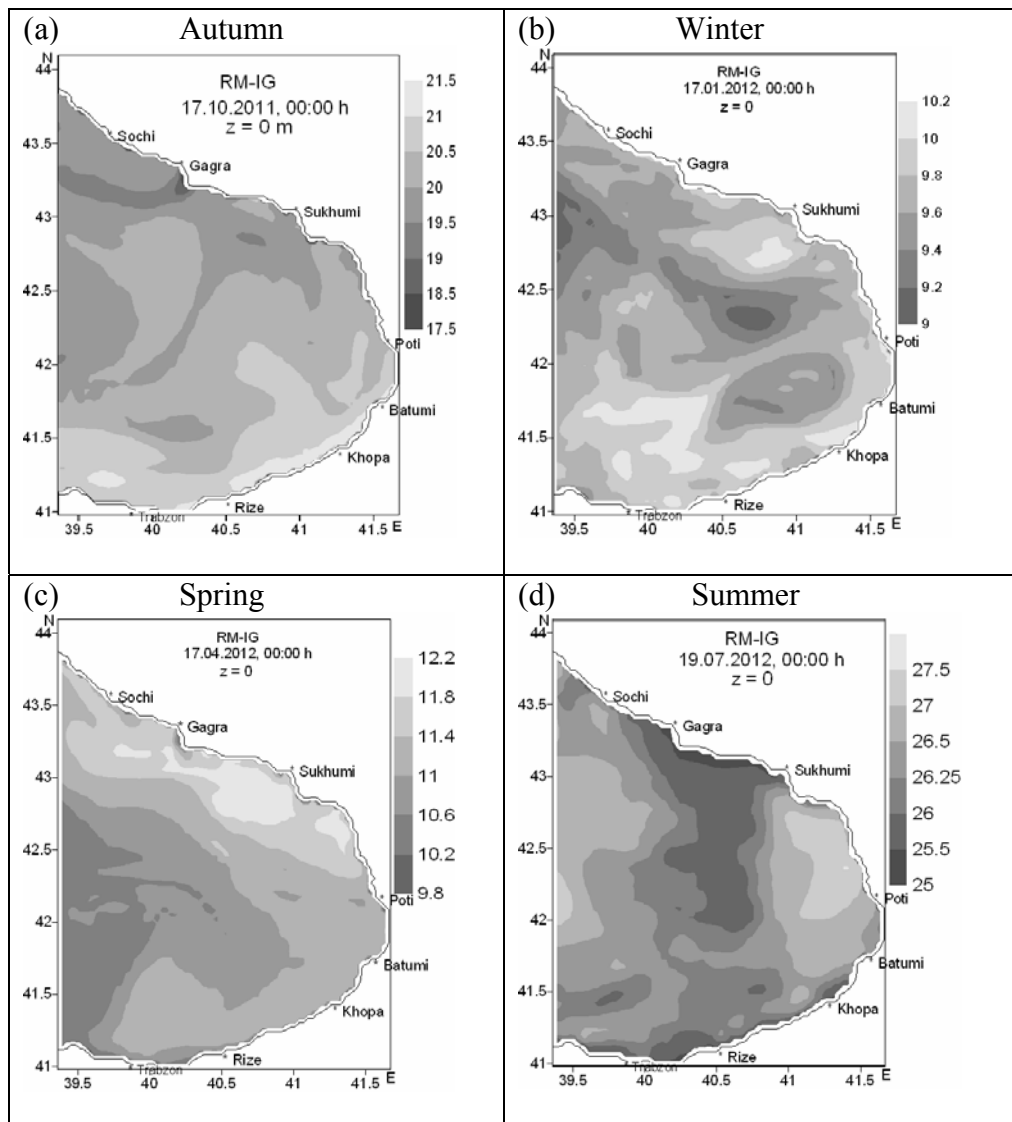 (a) Autumn
N
44
RM-IG
17.10.2011, 00:00 h
z = 0 m
21.5
21
20.5
20
19.5
19
18.5
17.5
Sochi
43.5
Gagra
43
Sukhumi
42.5
Poti
42
Batumi
41.5
Khopa
Rize
41
Trabzon
39.5 40 40.5 41 41.5 E
(b) Winter
N
44
RM-IG
17.01.2012, 00:00 h
z = 0
10.2
10
9.8
9.6
9.4
9.2
9
Sochi
43.5
Gagra
43
Sukhumi
42.5
Poti
42
Batumi
41.5
Khopa
Rize
41
Trabzon
39.5 40 40.5 41 41.5 E
(c) Spring
N
44
RM-IG
17.04.2012, 00:00 h
z = 0
12.2
11.8
11.4
11
10.6
10.2
9.8
Sochi
43.5
Gagra
43
Sukhumi
42.5
Poti
42
Batumi
41.5
Khopa
Rize
41
Trabzon
39.5 40 40.5 41 41.5 E
(d) Summer
N
44
RM-IG
19.07.2012, 00:00 h
z = 0
27.5
27
26.5
26.25
26
25.5
25
Sochi
43.5
Gagra
43
Sukhumi
42.5
Poti
42
Batumi
41.5
Khopa
Rize
41
Trabzon
39.5 40 40.5 41 41.5 E